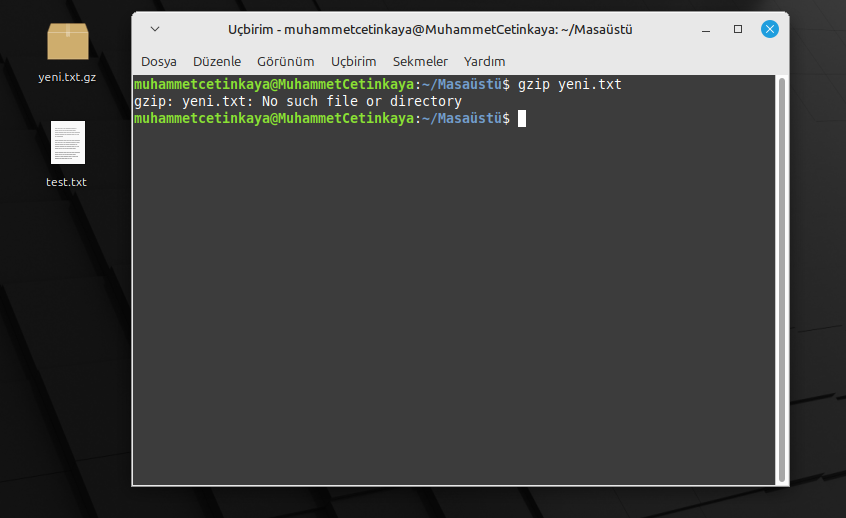 yeni.txt.gz
test.txt
Uçbirim - muhammetcetinkaya@MuhammetCetinkaya: ~/Masaüstü
Dosya Düzenle Görünüm Uçbirim Sekmeler Yardım
muhammetcetinkaya@MuhammetCetinkaya:~/Masaüstü$ gzip yeni.txt
gzip: yeni.txt: No such file or directory
muhammetcetinkaya@MuhammetCetinkaya:~/Masaüstü$